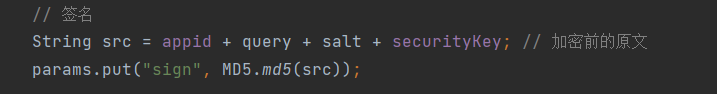 // 签名
String src = appid + query + salt + securityKey; // 加密前的原文
params.put("sign", MD5.md5(src));